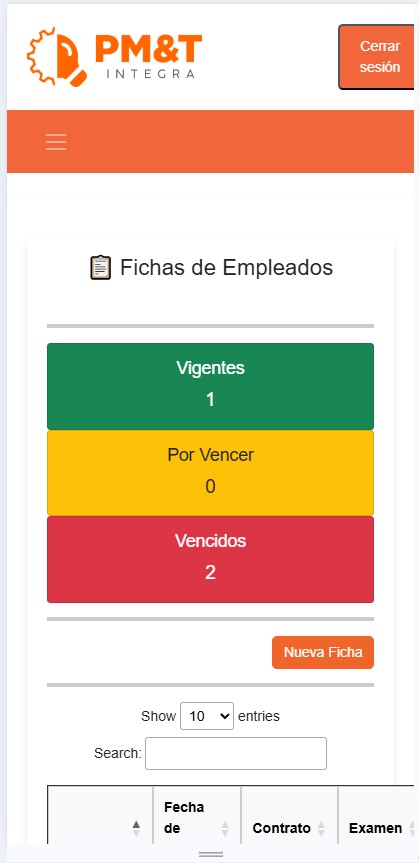 PM&T
INTEGRA
Cerrar
sesión
Fichas de Empleados
Vigentes
1
Por Vencer
0
Vencidos
2
Nueva Ficha
Show 10 entries
Search:
Fecha
de
Contrato
Examen